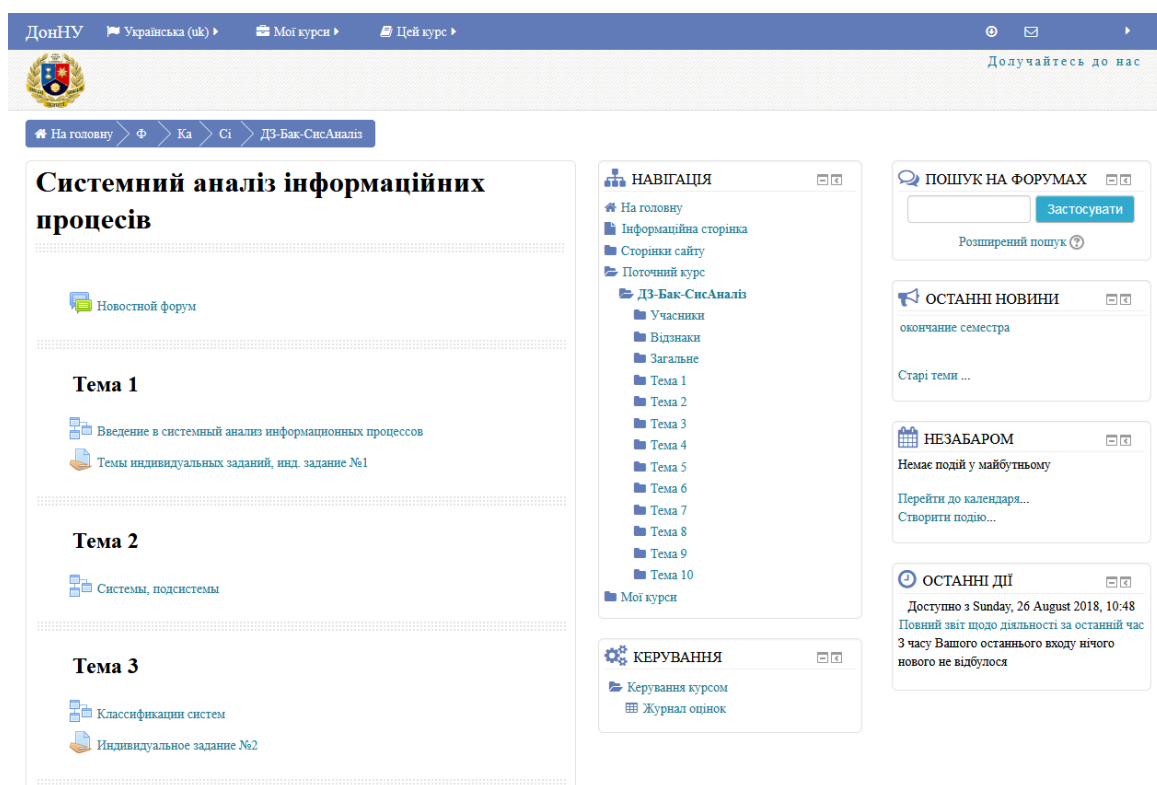 ДонНУ Українська (uk) Мої курси Цей курс
Долучайтесь до нас
На головну Ф Ка Сі ДЗ-Бак-СисАналіз
Системний аналіз інформаційних
процесів
Новостной форум
Тема 1
Введение в системный анализ информационных процессов
Темы индивидуальных заданий, инд. задание №1
Тема 2
Системы, подсистемы
Тема 3
Классификации систем
Индивидуальное задание №2
НАВІГАЦІЯ
На головну
Інформаційна сторінка
Сторінки сайту
Поточний курс
ДЗ-Бак-СисАналіз
Учасники
Відзнаки
Загальне
Тема 1
Тема 2
Тема 3
Тема 4
Тема 5
Тема 6
Тема 7
Тема 8
Тема 9
Тема 10
Мої курси
КЕРУВАННЯ
Керування курсом
Журнал оцінок
ПОШУК НА ФОРУМАХ
Застосувати
Розширений пошук
ОСТАННІ НОВИНИ
окончание семестра
Старі теми ...
НЕЗАБАРОМ
Немає подій у майбутньому
Перейти до календаря...
Створити подію...
ОСТАННІ ДІЇ
Доступно з Sunday, 26 August 2018, 10:48
Повний звіт щодо діяльності за останній час
З часу Вашого останнього входу нічого
нового не відбулося